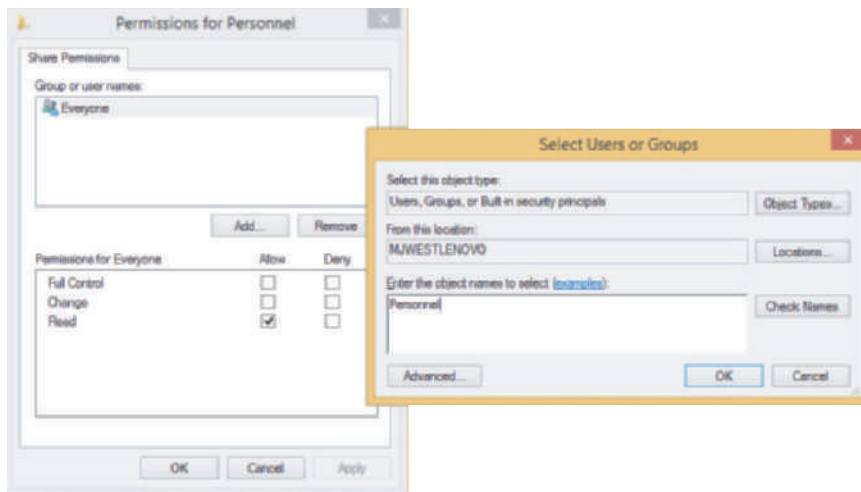 Permissions for Personnel
Share Permissions
Group or user names:
Everyone
Add...
Remove
Permissions for Everyone
Allow
Deny
Full Control
Change
Read
OK
Cancel
Apply
Select Users or Groups
Select this object type:
Users, Groups, or Built-in security principals
Object Types...
From this location:
MJWESTLENOVO
Locations...
Enter the object names to select (examples):
Personnel
Check Names
Advanced...
OK
Cancel